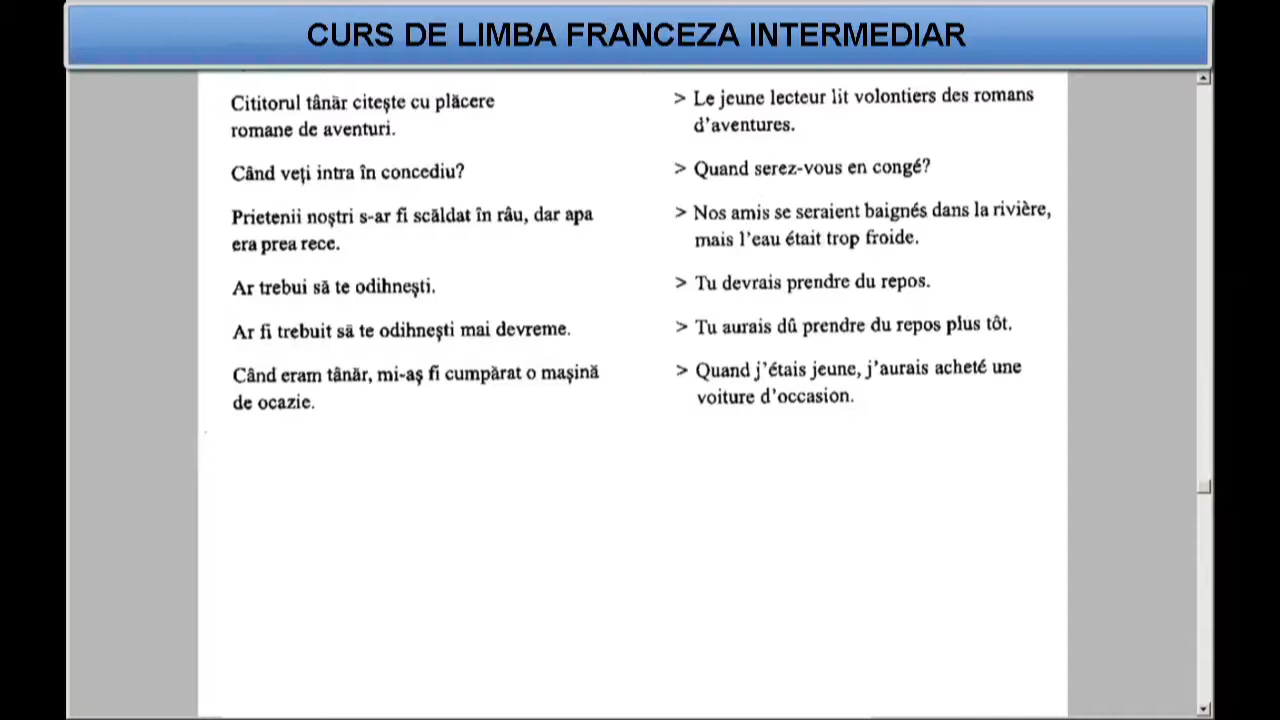 CURS DE LIMBA FRANCEZA INTERMEDIAR
Cititorul tânăr citește cu plăcere
romane de aventuri.
> Le jeune lecteur lit volontiers des romans
d'aventures.
Când veți intra în concediu?
> Quand serez-vous en congé?
Prietenii noștri s-ar fi scăldat în râu, dar apa
era prea rece.
> Nos amis se seraient baignés dans la rivière,
mais l'eau était trop froide.
Ar trebui să te odihnești.
> Tu devrais prendre du repos.
Ar fi trebuit să te odihnești mai devreme.
> Tu aurais dû prendre du repos plus tôt.
Când eram tânăr, mi-aș fi cumpărat o mașină
de ocazie.
> Quand j'étais jeune, j'aurais acheté une
voiture d'occasion.